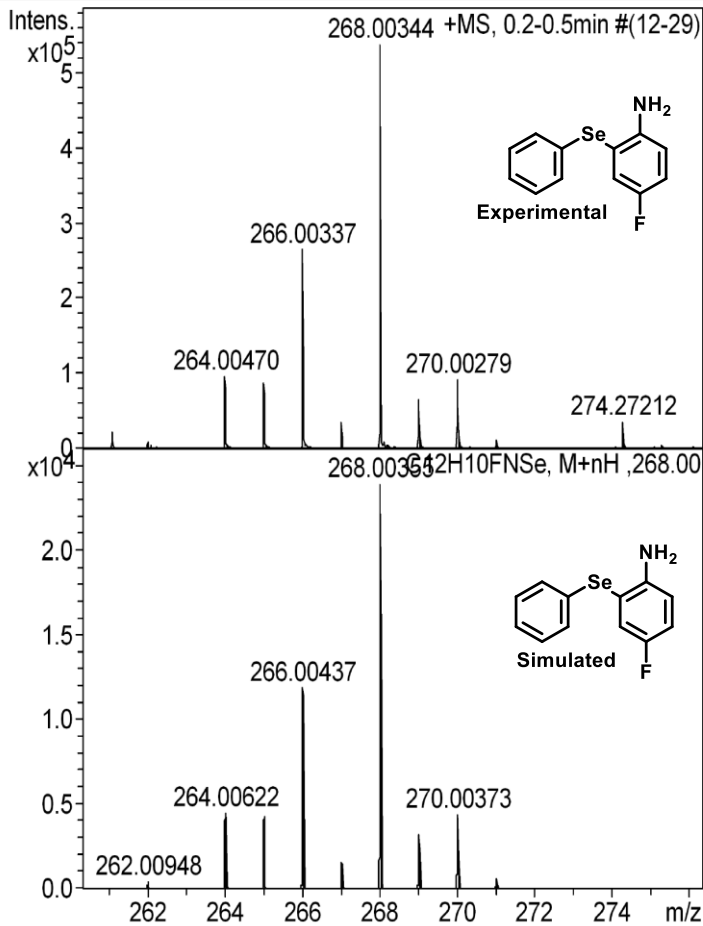 Intens.
x10^5
+MS, 0.2-0.5min #(12-29)
268.00344
5
4
3
2
1
0
266.00337
264.00470
270.00279
274.27212
NH₂
Se
F
Experimental
x10^4
268.00355
C12H10FNSe, M+nH ,268.00
2.0
1.5
1.0
0.5
0.0
266.00437
264.00622
270.00373
262.00948
NH₂
Se
F
Simulated
262 264 266 268 270 272 274 m/z